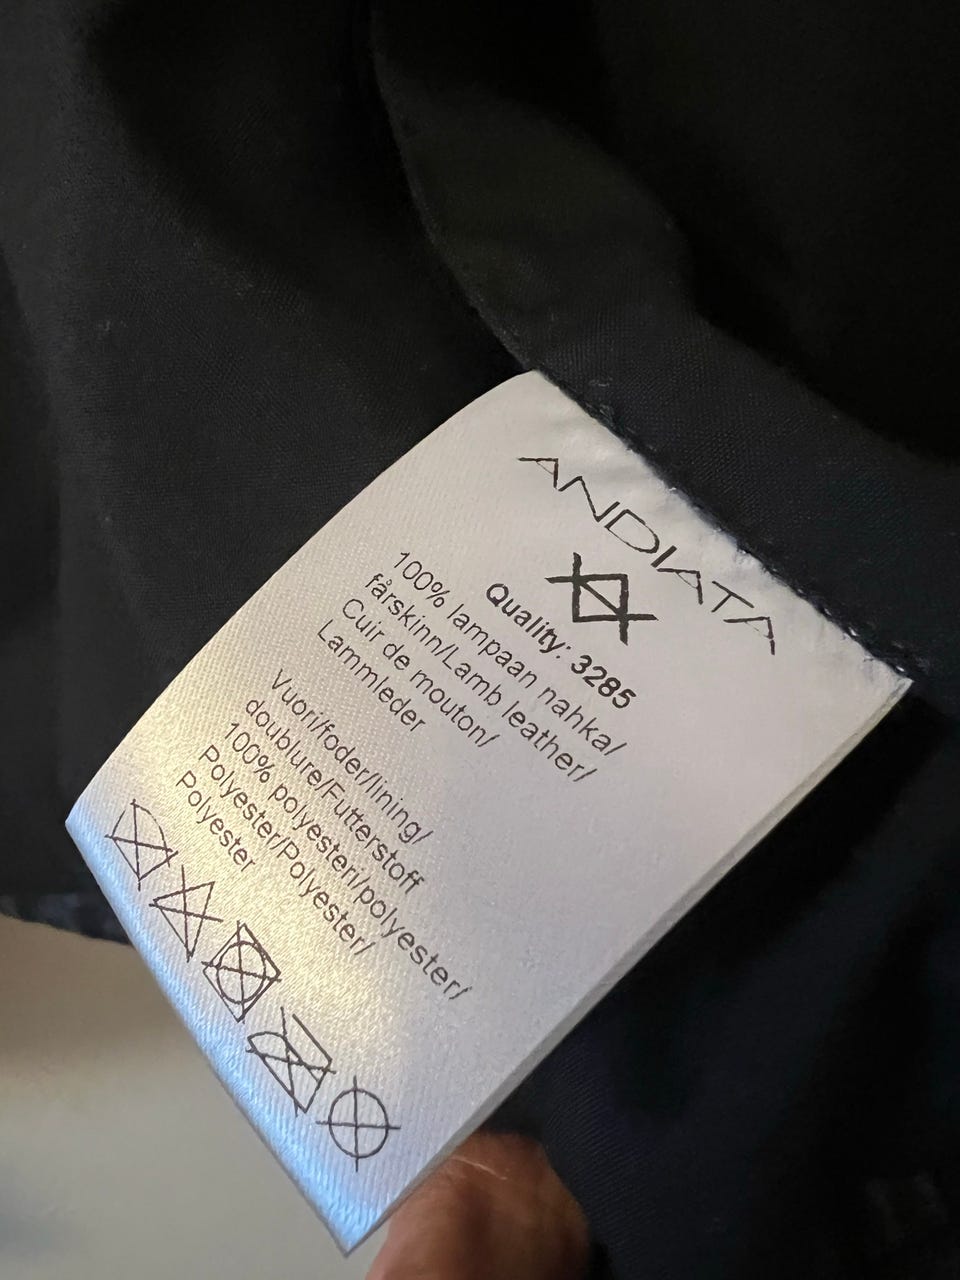 ANDIATA
Quality: 3285
100% lampaan nahka/
fårskinn/Lamb leather/
Cuir de mouton/
Lammleder
Vuori/foder/lining/
doublure/Futterstoff
100% polyesteri/polyester/
Polyester/Polyester/
Polyester